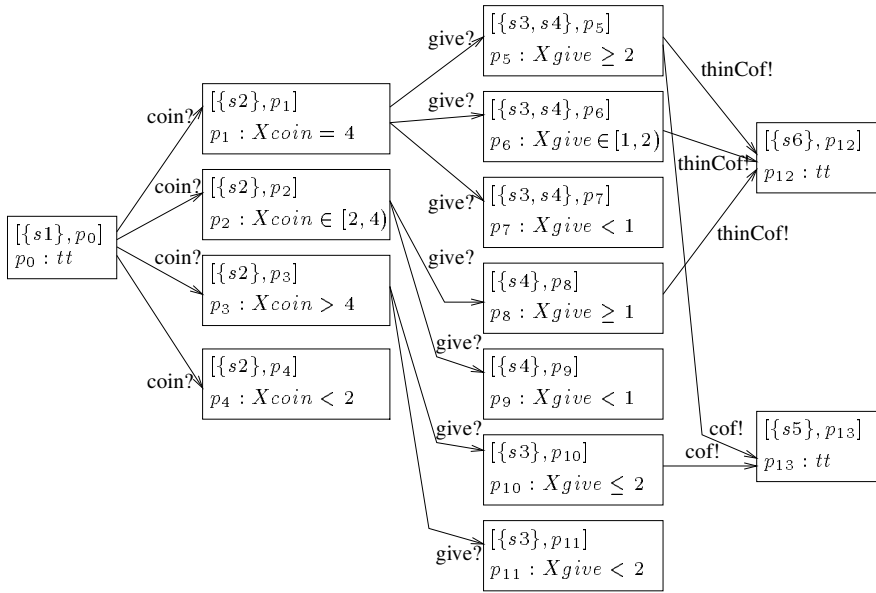 [{s1}, p₀]
p₀ : tt
coin?
coin?
coin?
coin?
[{s2}, p₁]
p₁ : Xcoin = 4
[{s2}, p₂]
p₂ : Xcoin ∈ [2, 4)
[{s2}, p₃]
p₃ : Xcoin > 4
[{s2}, p₄]
p₄ : Xcoin < 2
give?
give?
give?
give?
give?
give?
give?
[{s3, s4}, p₅]
p₅ : Xgive ≥ 2
[{s3, s4}, p₆]
p₆ : Xgive ∈ [1, 2)
[{s3, s4}, p₇]
p₇ : Xgive < 1
[{s4}, p₈]
p₈ : Xgive ≥ 1
[{s4}, p₉]
p₉ : Xgive < 1
[{s3}, p₁₀]
p₁₀ : Xgive ≤ 2
[{s3}, p₁₁]
p₁₁ : Xgive < 2
thinCof!
thinCof!
thinCof!
cof!
cof!
[{s6}, p₁₂]
p₁₂ : tt
[{s5}, p₁₃]
p₁₃ : tt